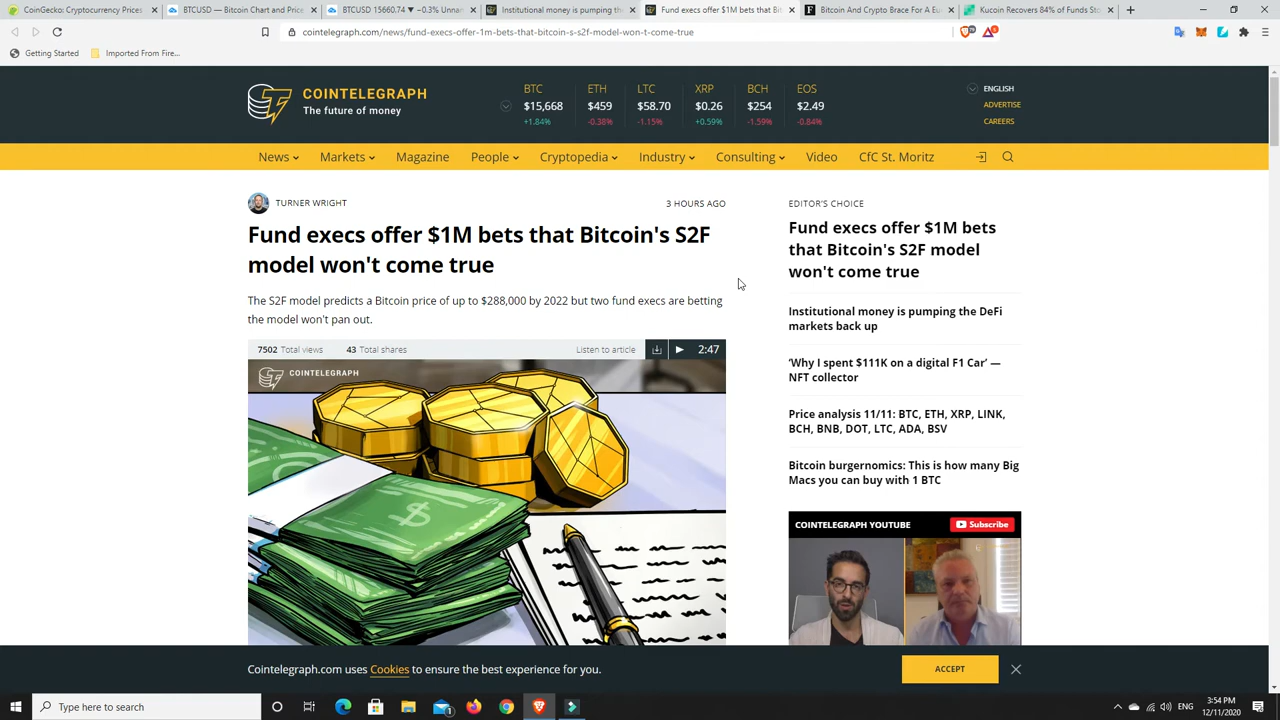 CoinGecko: Cryptocurrency Prices
BTCUSD — Bitcoin Chart and Price
BTCUSD 15660.74 ▼ −0.3% Unnam
Institutional money is pumping the
Fund execs offer $1M bets that Bit
Bitcoin And Crypto Brace For A Eu
Kucoin Recovers 84% of Funds Sto
cointelegraph.com/news/fund-execs-offer-1m-bets-that-bitcoin-s-s2f-model-won-t-come-true
Getting Started
Imported From Fire...
COINTELEGRAPH
The future of money
BTC ETH LTC XRP BCH EOS
$15,668 $459 $58.70 $0.26 $254 $2.49
+1.84% -0.38% -1.15% +0.59% -1.59% -0.84%
ENGLISH
ADVERTISE
CAREERS
News Markets Magazine People Cryptopedia Industry Consulting Video CfC St. Moritz
TURNER WRIGHT
3 HOURS AGO
Fund execs offer $1M bets that Bitcoin's S2F
model won't come true
The S2F model predicts a Bitcoin price of up to $288,000 by 2022 but two fund execs are betting
the model won't pan out.
7502 Total views
43 Total shares
Listen to article
2:47
COINTELEGRAPH
$
EDITOR'S CHOICE
Fund execs offer $1M bets
that Bitcoin's S2F model
won't come true
Institutional money is pumping the DeFi
markets back up
‘Why I spent $111K on a digital F1 Car’ —
NFT collector
Price analysis 11/11: BTC, ETH, XRP, LINK,
BCH, BNB, DOT, LTC, ADA, BSV
Bitcoin burgernomics: This is how many Big
Macs you can buy with 1 BTC
COINTELEGRAPH YOUTUBE
Subscribe
Cointelegraph.com uses Cookies to ensure the best experience for you.
ACCEPT
Type here to search
ENG
3:54 PM
12/11/2020